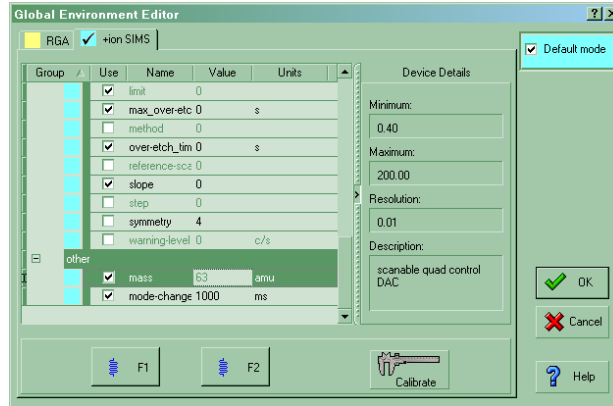 Global Environment Editor
RGA +ion SIMS
Default mode
Group Use Name Value Units
limit 0
max_over-etc 0 s
method 0
over-etch_tim 0 s
reference-sca 0
slope 0
step 0
symmetry 4
warning-level 0 c/s
other
mass 63 amu
mode-change 1000 ms
Device Details
Minimum:
0.40
Maximum:
200.00
Resolution:
0.01
Description:
scanable quad control
DAC
OK
Cancel
Help
F1 F2 Calibrate